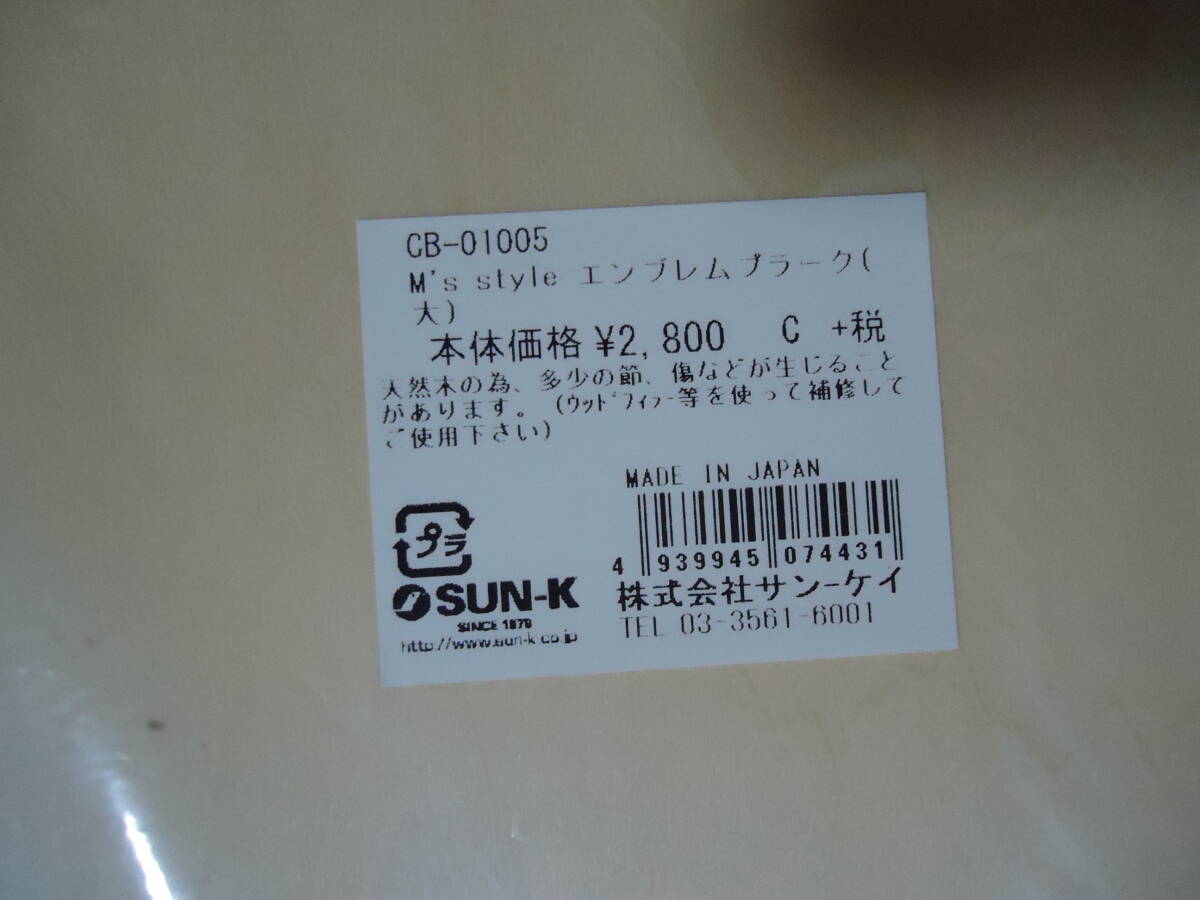 CB-01005
M's style エンブレムプラーク(
大)
本体価格 ¥2,800 C +税
天然木の為、多少の節、傷などが生じること
があります。(ウッドフィラー等を使って補修して
ご使用下さい)
MADE IN JAPAN
4 939945 074431
プラ
SUN-K
SINCE 1979
http://www.sun-k.co.jp
株式会社サン-ケイ
TEL 03-3561-6001